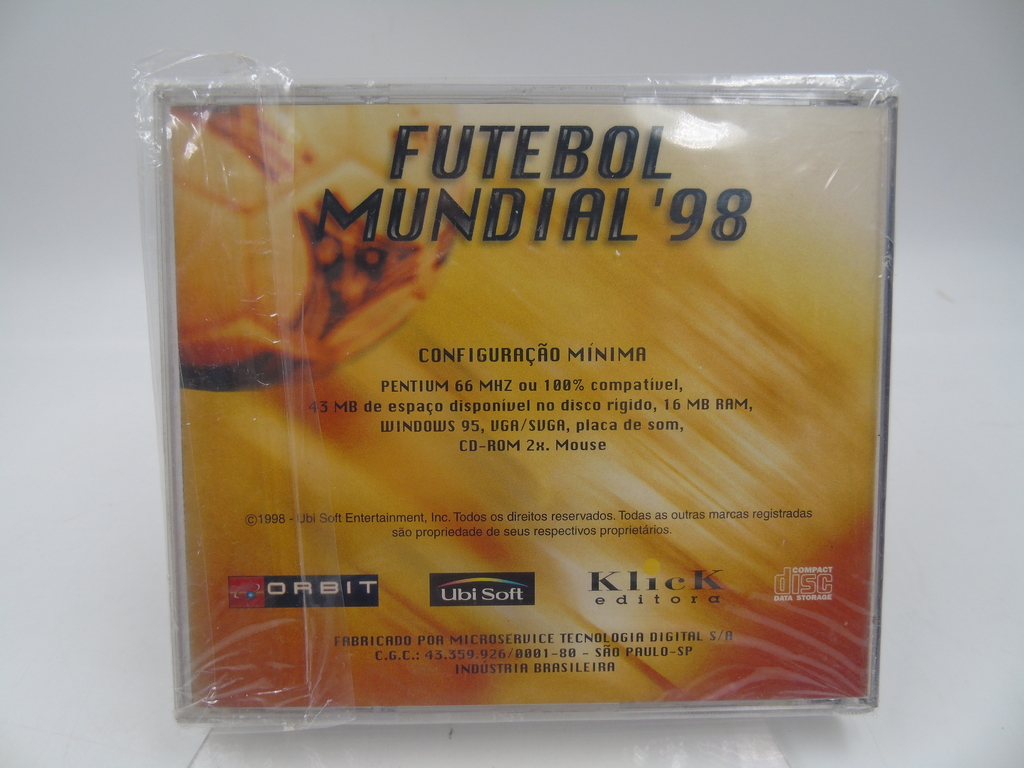 FUTEBOL
MUNDIAL '98
CONFIGURAÇÃO MÍNIMA
PENTIUM 66 MHZ ou 100% compatível,
43 MB de espaço disponível no disco rígido, 16 MB RAM,
WINDOWS 95, VGA/SVGA, placa de som,
CD-ROM 2x. Mouse
©1998 - Ubi Soft Entertainment, Inc. Todos os direitos reservados. Todas as outras marcas registradas
são propriedade de seus respectivos proprietários.
ORBIT
Ubi Soft
Klick
editora
COMPACT
disc
DATA STORAGE
FABRICADO POR MICROSERVICE TECNOLOGIA DIGITAL S/A
C.G.C.: 43.359.926/0001-80 - SÃO PAULO-SP
INDÚSTRIA BRASILEIRA